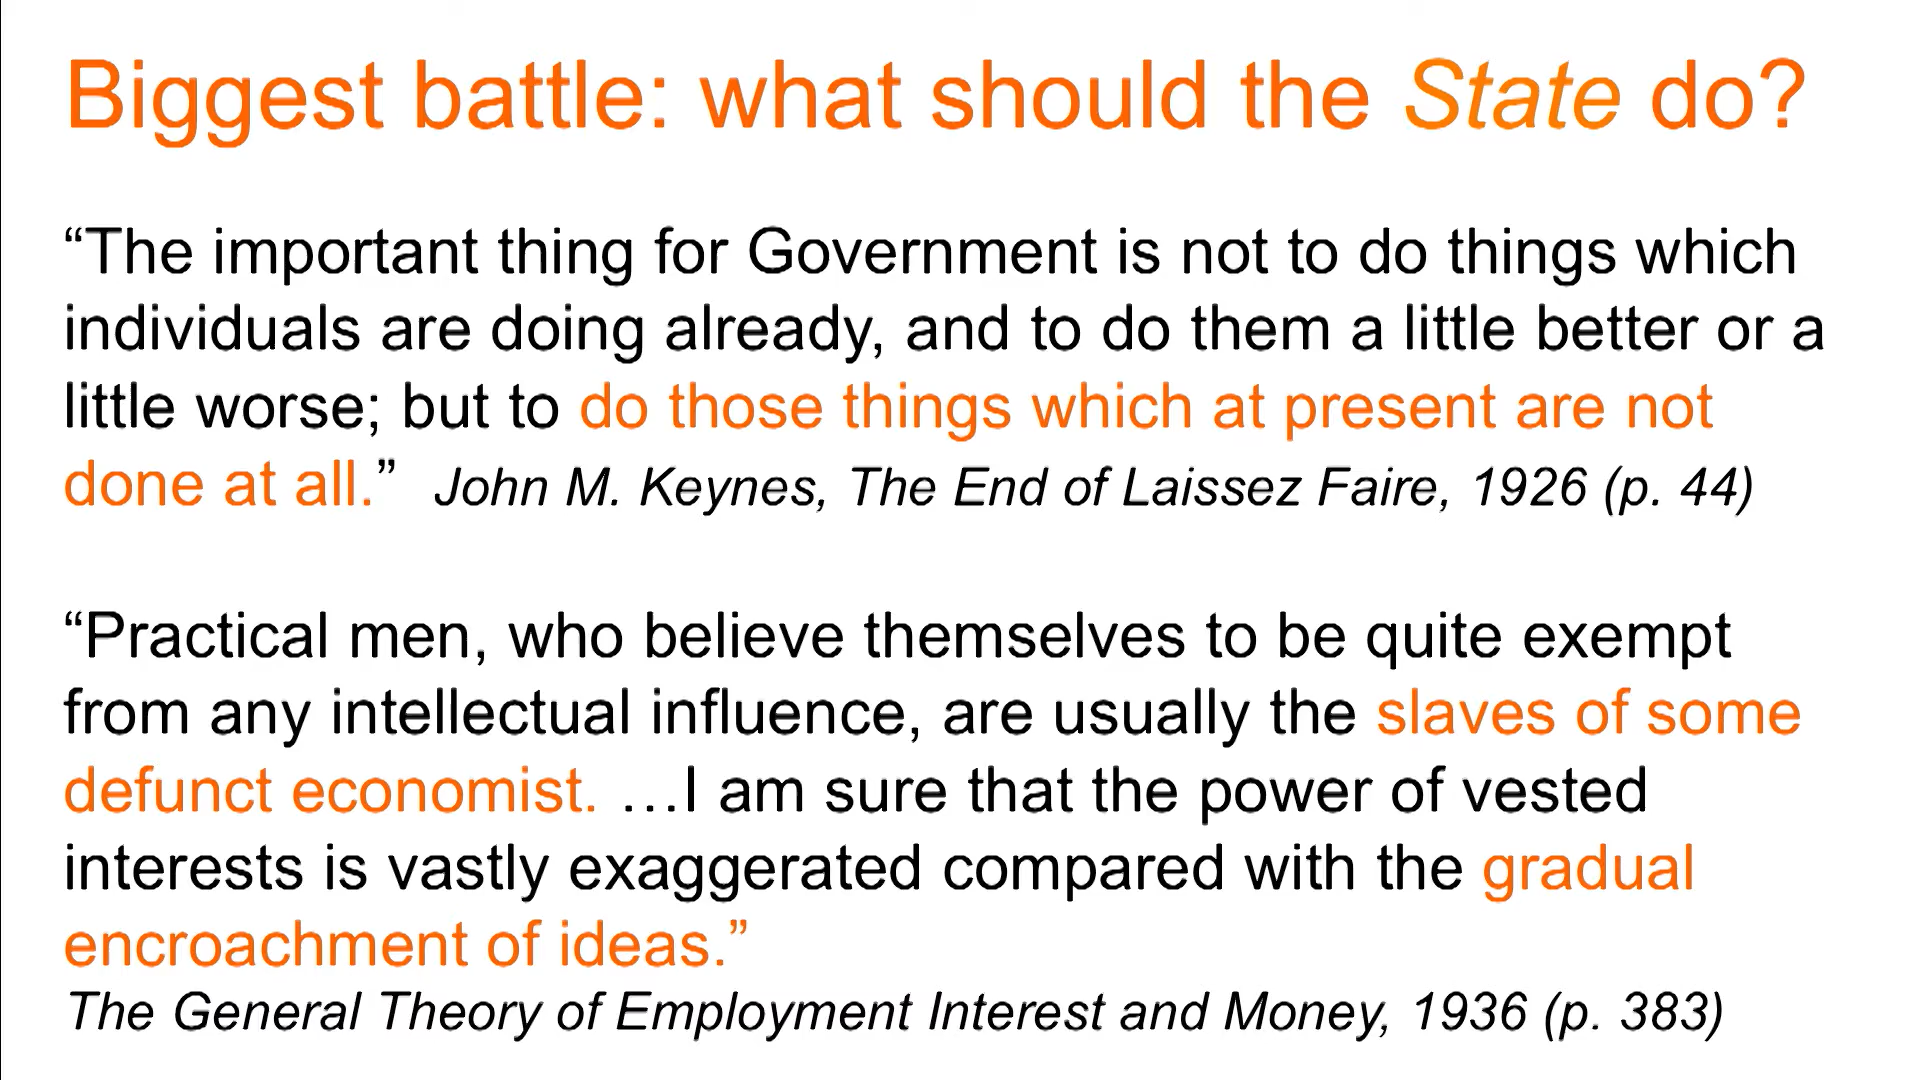 Biggest battle: what should the State do?
“The important thing for Government is not to do things which
individuals are doing already, and to do them a little better or a
little worse; but to do those things which at present are not
done at all.” John M. Keynes, The End of Laissez Faire, 1926 (p. 44)
“Practical men, who believe themselves to be quite exempt
from any intellectual influence, are usually the slaves of some
defunct economist. …I am sure that the power of vested
interests is vastly exaggerated compared with the gradual
encroachment of ideas.”
The General Theory of Employment Interest and Money, 1936 (p. 383)